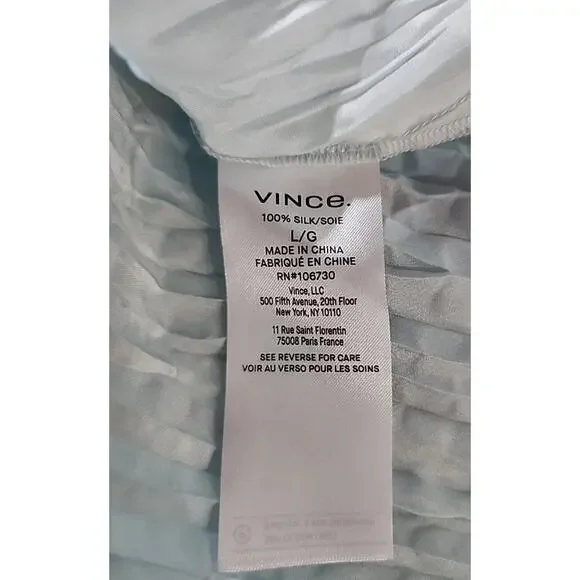 VINCe.
100% SILK/SOIE
L/G
MADE IN CHINA
FABRIQUÉ EN CHINE
RN#106730
Vince, LLC
500 Fifth Avenue, 20th Floor
New York, NY 10110
11 Rue Saint Florentin
75008 Paris France
SEE REVERSE FOR CARE
VOIR AU VERSO POUR LES SOINS